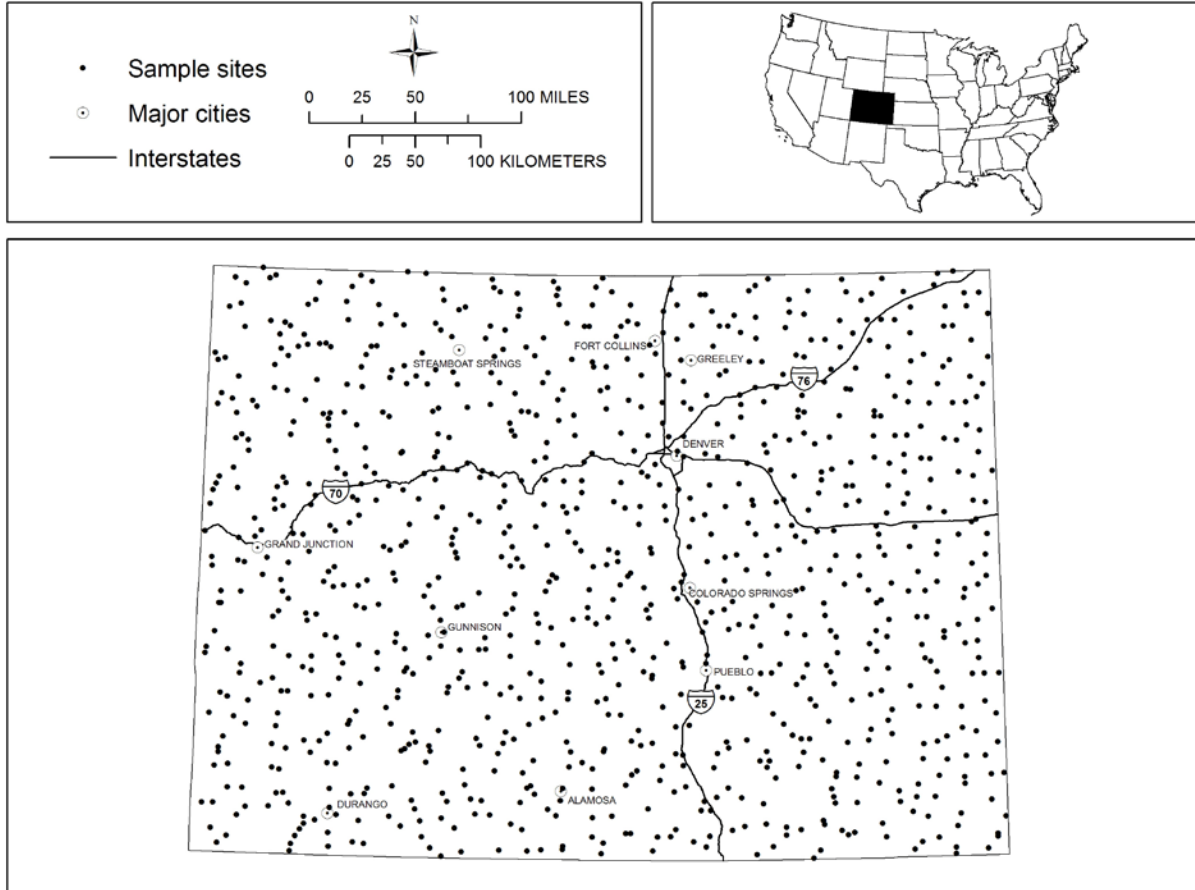 N
Sample sites
Major cities
Interstates
0 25 50 100 MILES
0 25 50 100 KILOMETERS
FORT COLLINS
STEAMBOAT SPRINGS
GREELEY
76
DENVER
70
GRAND JUNCTION
COLORADO SPRINGS
GUNNISON
PUEBLO
25
DURANGO
ALAMOSA